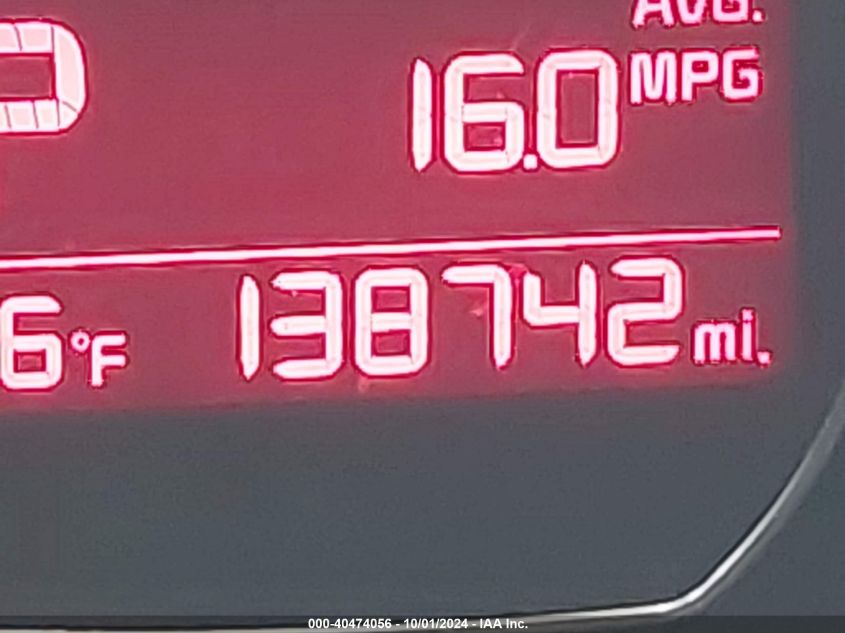 AVG.
P 16.0 MPG
6°F 138742 mi.
000-40474056 - 10/01/2024 - IAA Inc.